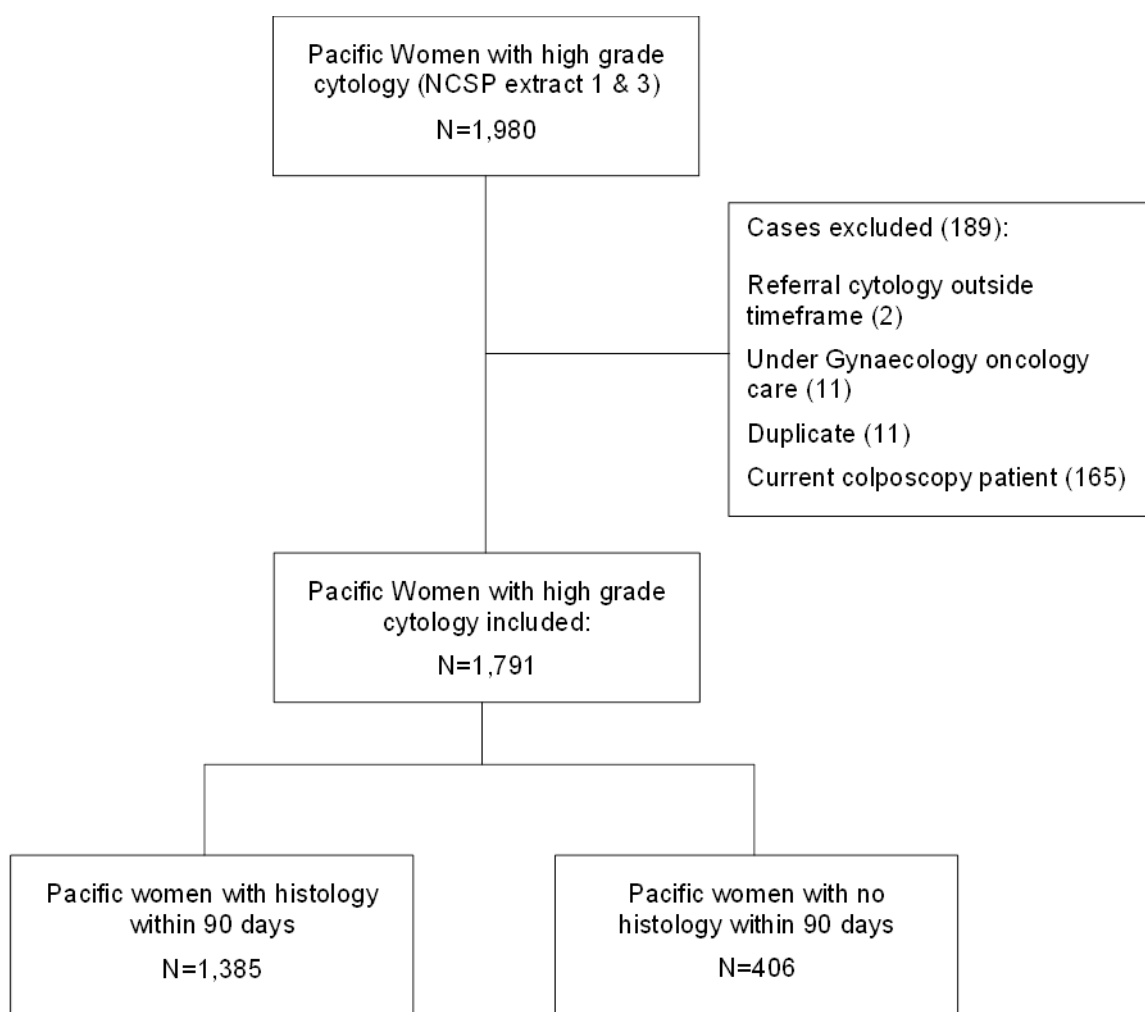 Pacific Women with high grade
cytology (NCSP extract 1 & 3)
N=1,980
Cases excluded (189):
Referral cytology outside
timeframe (2)
Under Gynaecology oncology
care (11)
Duplicate (11)
Current colposcopy patient (165)
Pacific Women with high grade
cytology included:
N=1,791
Pacific women with histology
within 90 days
N=1,385
Pacific women with no
histology within 90 days
N=406